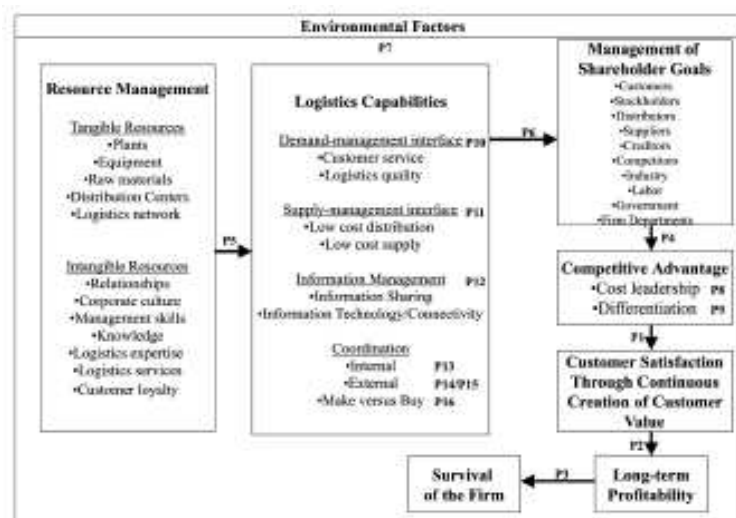 Environmental Factors
P7
Resource Management
Tangible Resources
•Plants
•Equipment
•Raw materials
•Distribution Centers
•Logistics network
Intangible Resources
•Relationships
•Corporate culture
•Management skills
•Knowledge
•Logistics expertise
•Logistics services
•Customer loyalty
P5
Logistics Capabilities
Demand-management interface P10
•Customer service
•Logistics quality
Supply-management interface P11
•Low cost distribution
•Low cost supply
Information Management P12
•Information Sharing
•Information Technology/Connectivity
Coordination
•Internal P13
•External P14/P15
•Make versus Buy P16
P6
Management of
Shareholder Goals
•Customers
•Stockholders
•Distributors
•Suppliers
•Creditors
•Competitors
•Industry
•Labor
•Government
•Firm Departments
P4
Competitive Advantage
•Cost leadership P8
•Differentiation P9
P1
Customer Satisfaction
Through Continuous
Creation of Customer
Value
P2
Long-term
Profitability
P3
Survival
of the Firm